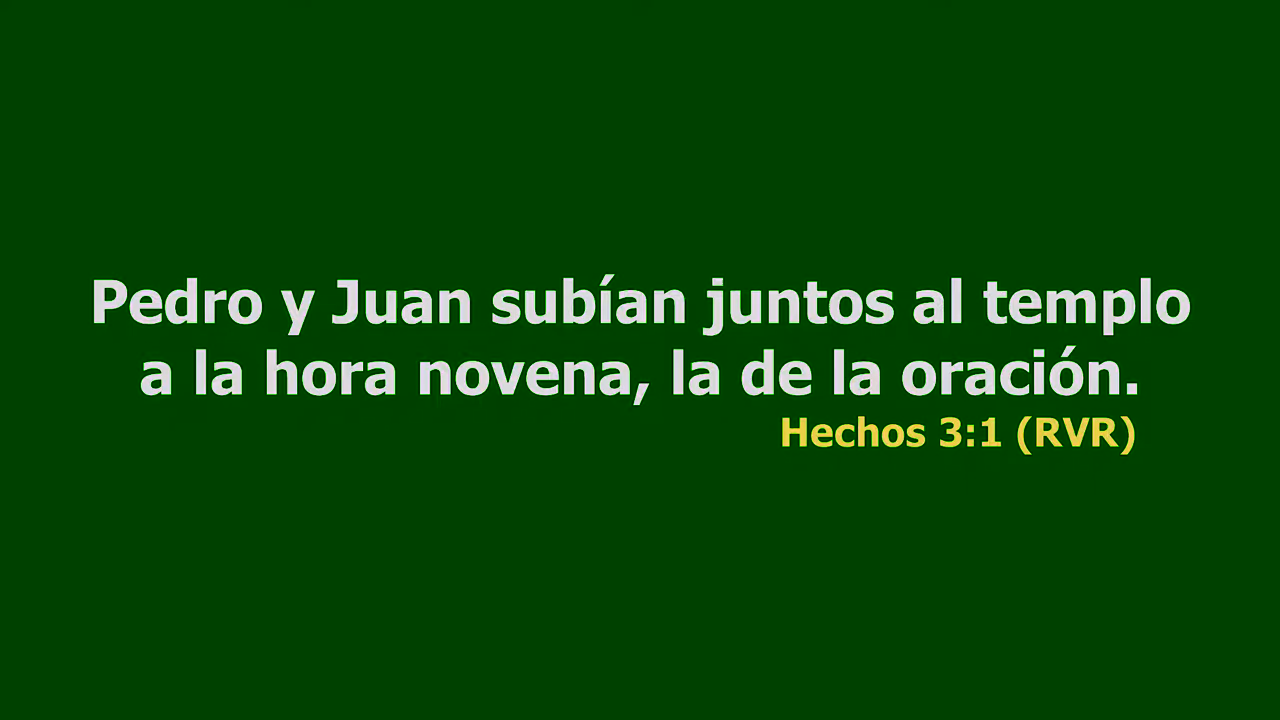 Pedro y Juan subían juntos al templo
a la hora novena, la de la oración.
Hechos 3:1 (RVR)